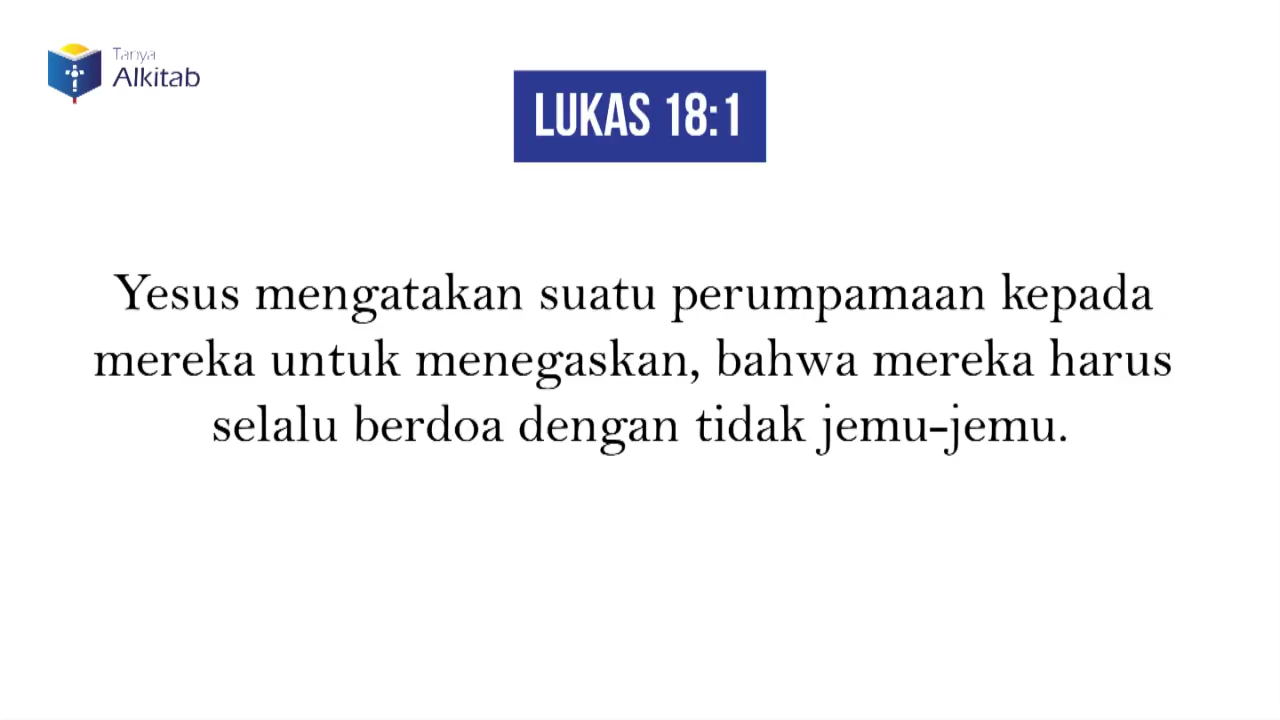 Tanya
Alkitab
LUKAS 18:1
Yesus mengatakan suatu perumpamaan kepada
mereka untuk menegaskan, bahwa mereka harus
selalu berdoa dengan tidak jemu-jemu.